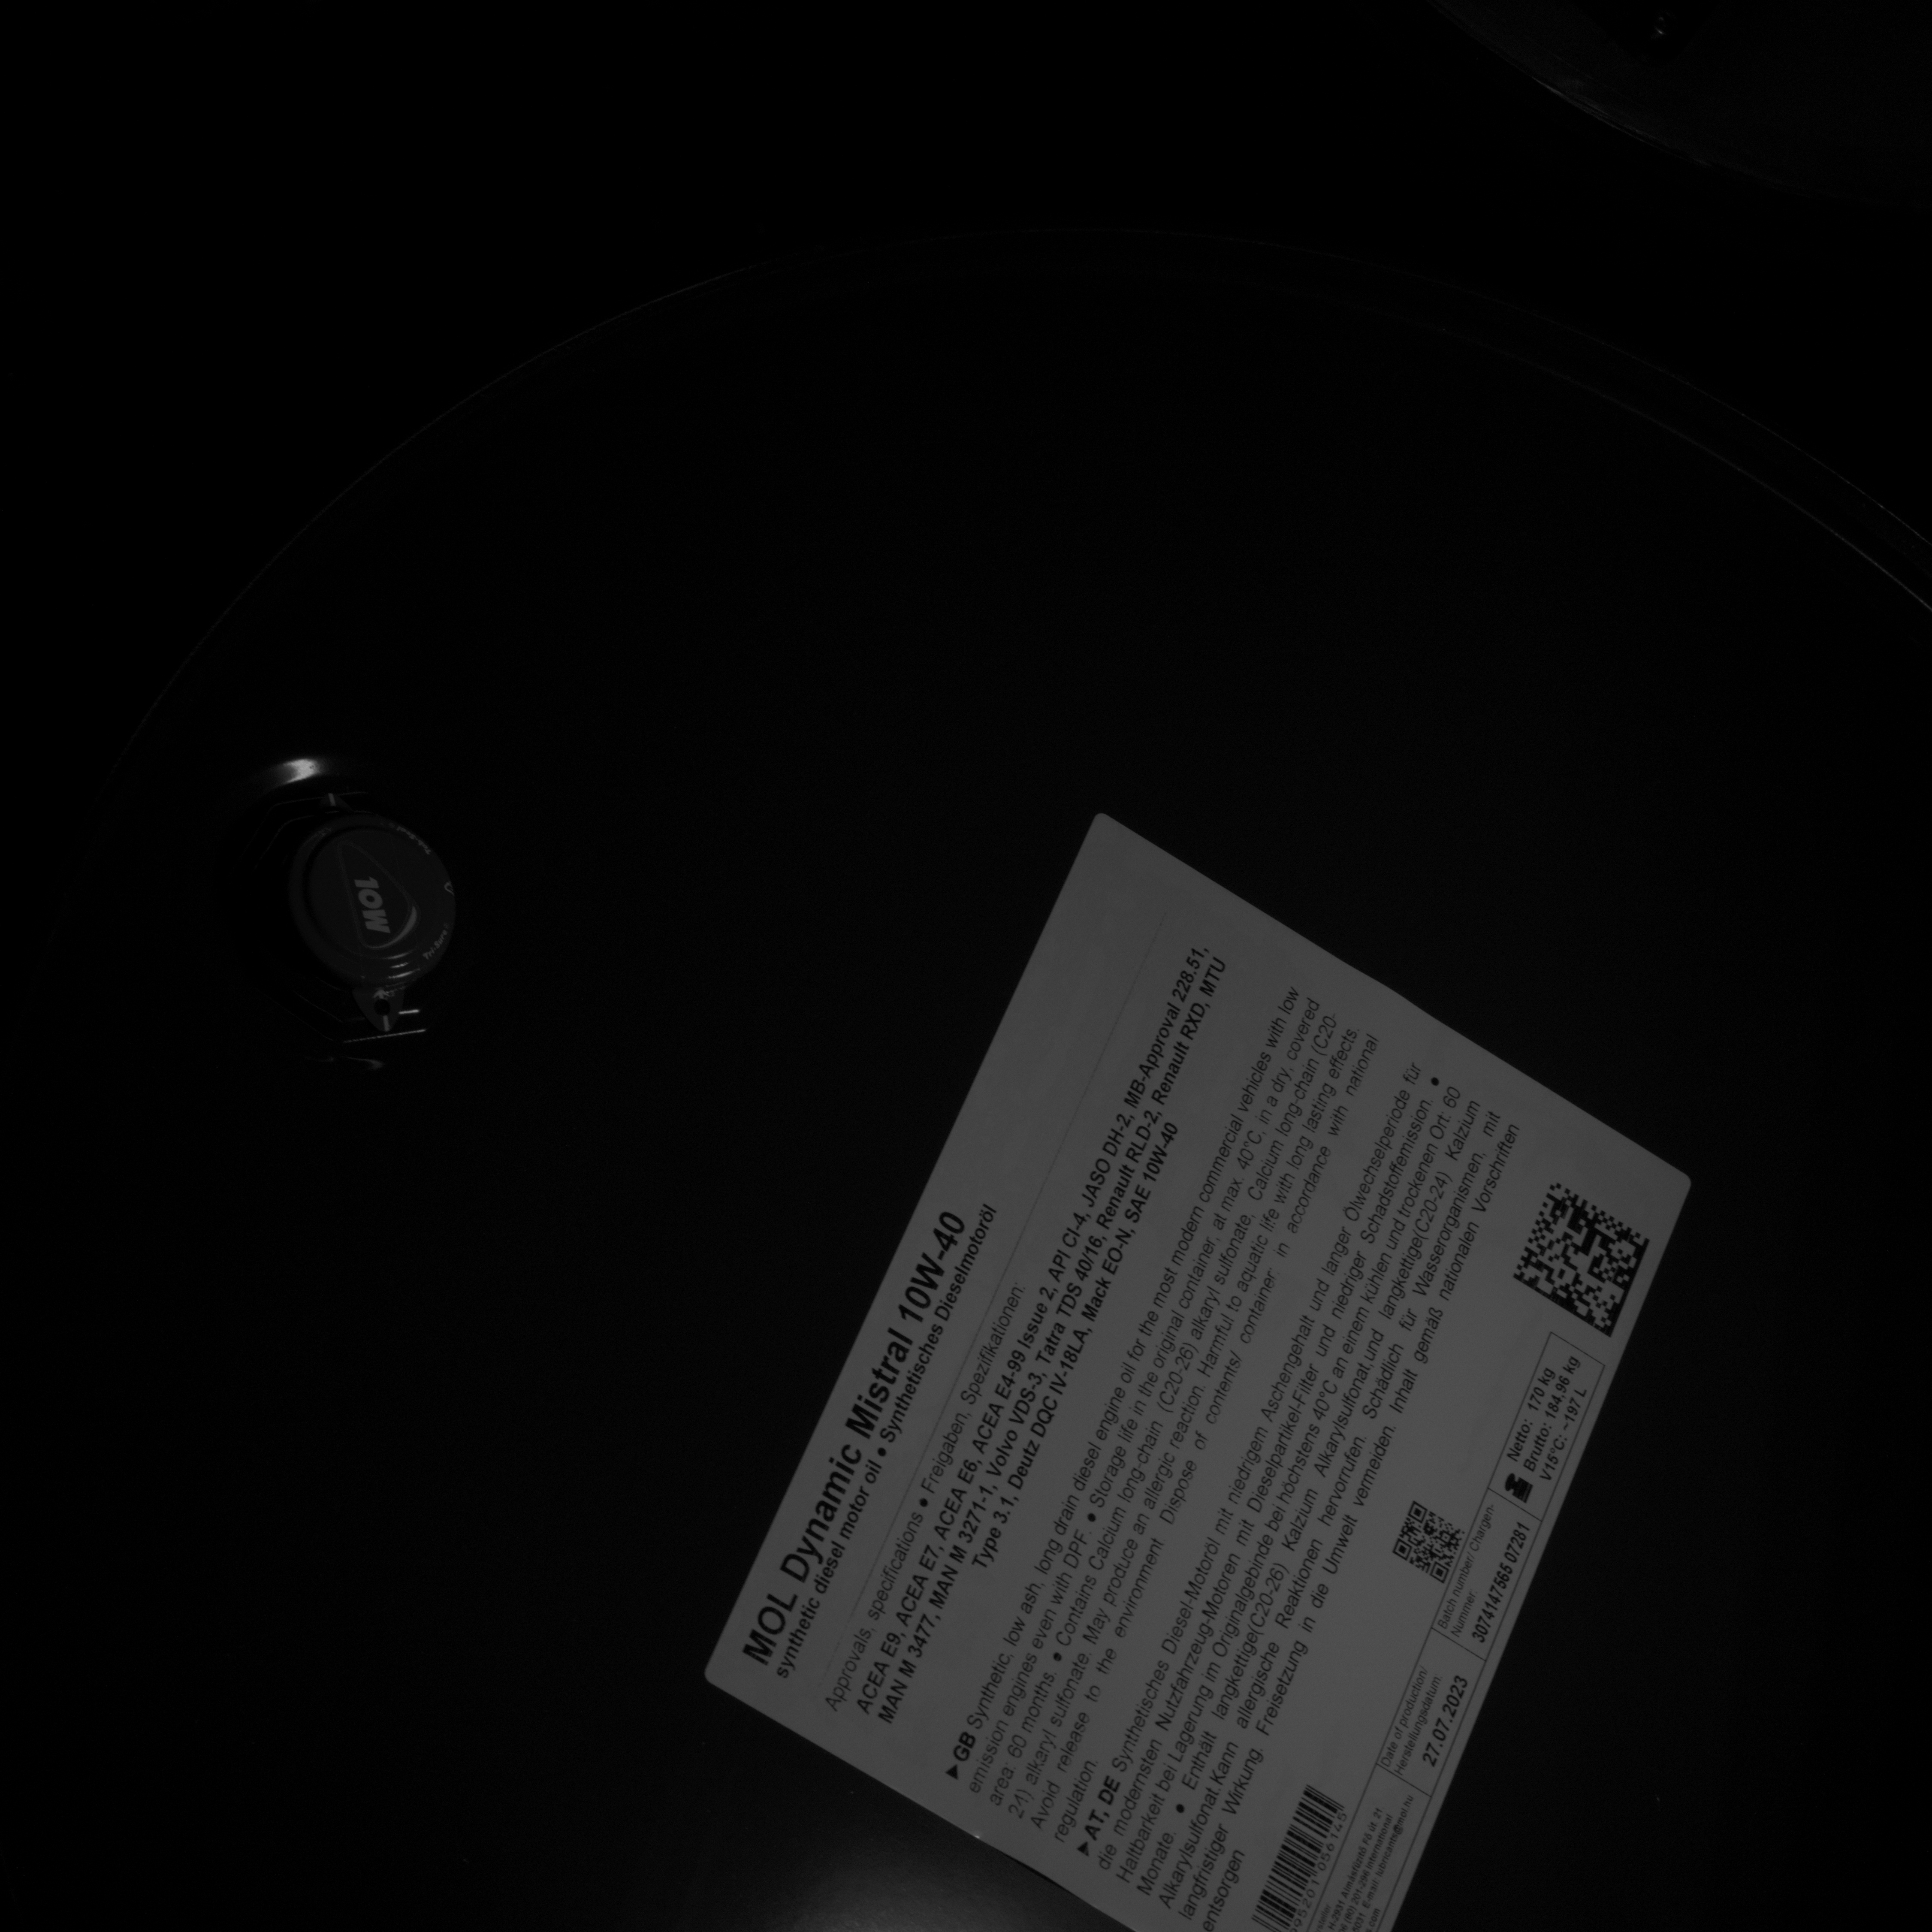 MOL
MOL Dynamic Mistral 10W-40
synthetic diesel motor oil ● Synthetisches Dieselmotoröl
Approvals, specifications ● Freigaben, Spezifikationen:
ACEA E9, ACEA E7, ACEA E6, ACEA E4-99 Issue 2, API CI-4, JASO DH-2, MB-Approval 228.51,
MAN M 3477, MAN M 3271-1, Volvo VDS-3, Tatra TDS 40/16, Renault RLD-2, Renault RXD, MTU
Type 3.1, Deutz DQC IV-18LA, Mack EO-N, SAE 10W-40
▶GB Synthetic, low ash, long drain diesel engine oil for the most modern commercial vehicles with low
emission engines even with DPF. ● Storage life in the original container, at max. 40°C, in a dry, covered
area: 60 months. ● Contains Calcium long-chain (C20-26) alkaryl sulfonate, Calcium long-chain (C20-
24) alkaryl sulfonate. May produce an allergic reaction. Harmful to aquatic life with long lasting effects.
Avoid release to the environment. Dispose of contents/ container: in accordance with national
regulation.
▶AT, DE Synthetisches Diesel-Motoröl mit niedrigem Aschengehalt und langer Ölwechselperiode für
die modernsten Nutzfahrzeug-Motoren mit Dieselpartikel-Filter und niedriger Schadstoffemission. ●
Haltbarkeit bei Lagerung im Originalgebinde bei höchstens 40°C an einem kühlen und trockenen Ort: 60
Monate. ● Enthält langkettige(C20-26) Kalzium Alkarylsulfonat,und langkettige(C20-24) Kalzium
Alkarylsulfonat.Kann allergische Reaktionen hervorrufen. Schädlich für Wasserorganismen, mit
langfristiger Wirkung. Freisetzung in die Umwelt vermeiden. Inhalt gemäß nationalen Vorschriften
entsorgen
Date of production/
Herstellungsdatum:
27.07.2023
Batch number/ Chargen-
Nummer:
3074147565 07281
Netto: 170 kg
Brutto: 184,96 kg
V15°C: ~197 L
H-2931 Almásfüzitő Fő út. 21
201-296 international
E-mail: lubricants@mol.hu